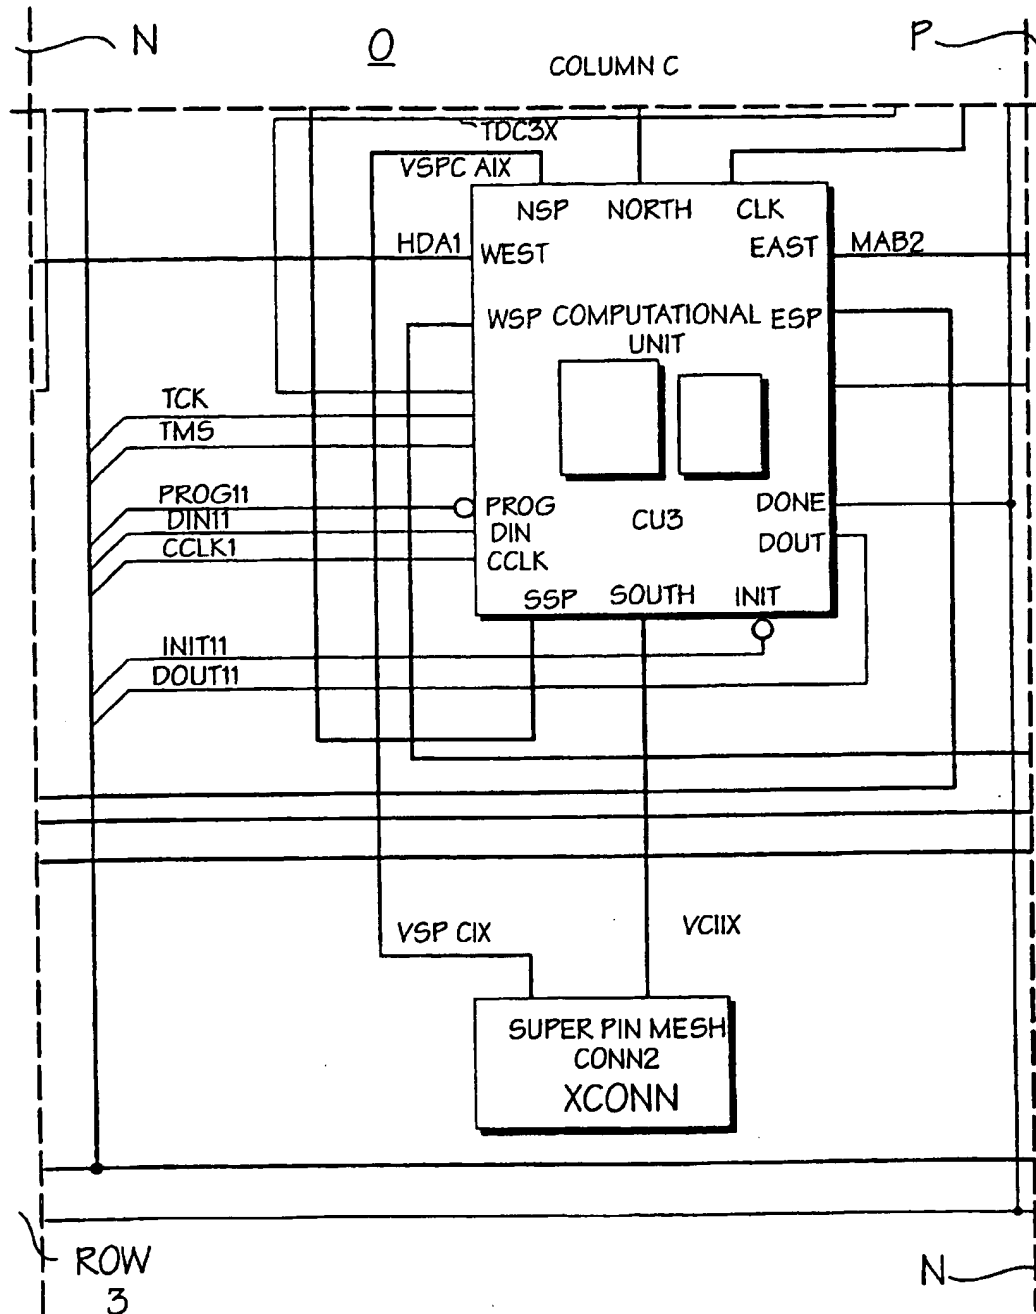 N
O
P
COLUMN C
TDC3X
VSPC AIX
NSP NORTH CLK
HDA1 WEST EAST MAB2
WSP COMPUTATIONAL ESP
UNIT
TCK
TMS
PROG11 PROG DONE
DIN11 DIN CU3
CCLK1 CCLK DOUT
SSP SOUTH INIT
INIT11
DOUT11
VSP CIX VCIIX
SUPER PIN MESH
CONN2
XCONN
ROW
3
N